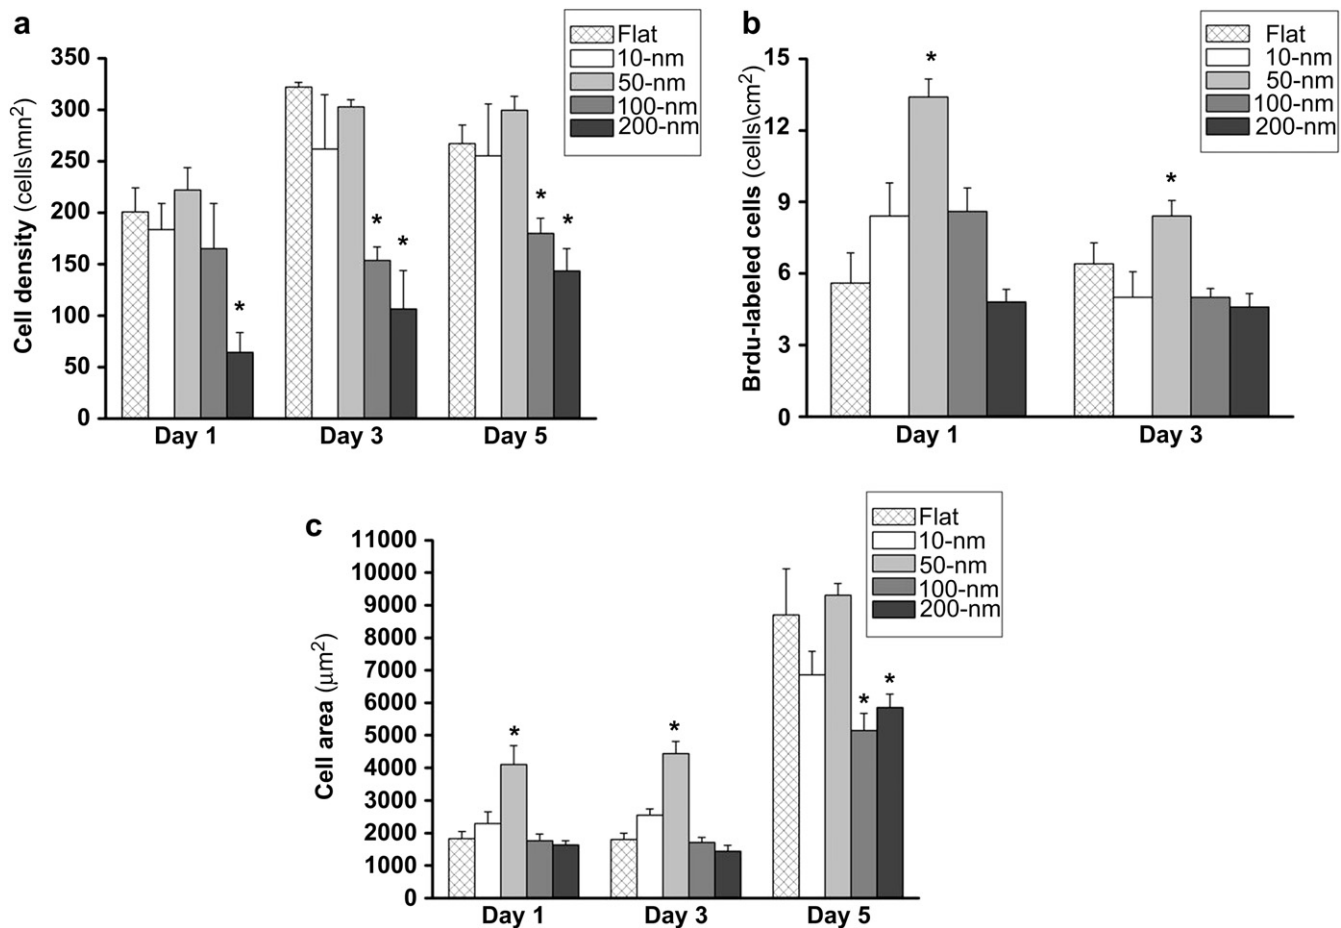 a
Cell density (cells\mn²)
350
300
250
200
150
100
50
0
Day 1 Day 3 Day 5
Flat
10-nm
50-nm
100-nm
200-nm
* * * * *
b
Brdu-labeled cells (cells\cm²)
15
12
9
6
3
0
Day 1 Day 3
Flat
10-nm
50-nm
100-nm
200-nm
* *
c
Cell area (μm²)
11000
10000
9000
8000
7000
6000
5000
4000
3000
2000
1000
0
Day 1 Day 3 Day 5
Flat
10-nm
50-nm
100-nm
200-nm
* * * *